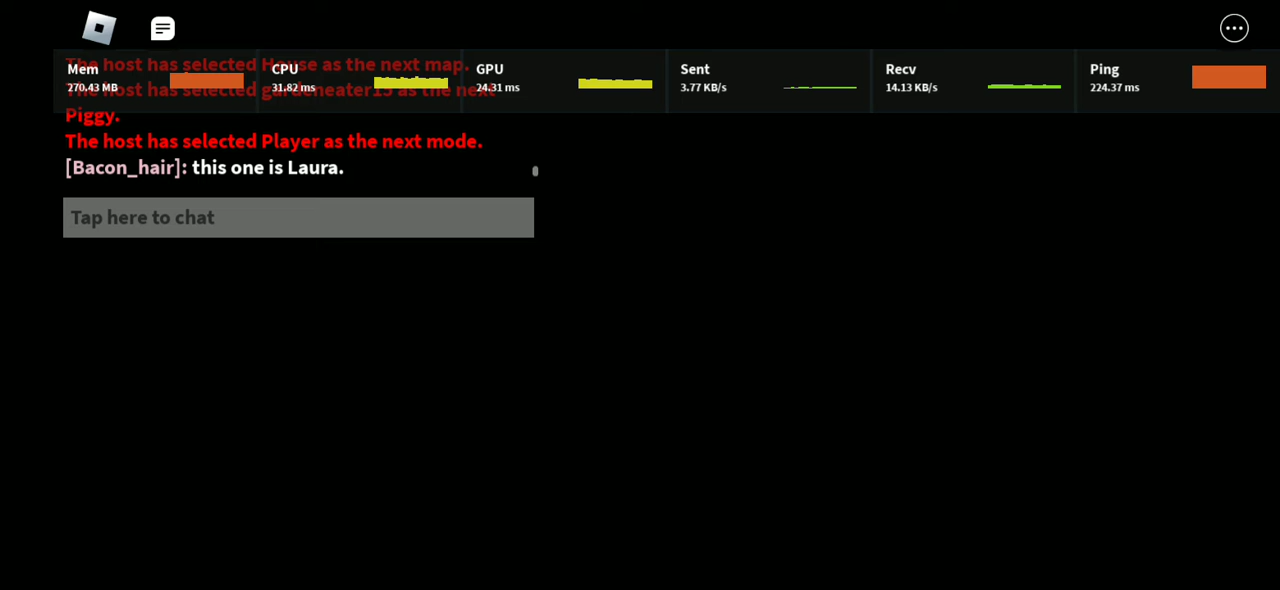 The host has selected House as the next map.
Mem CPU GPU Sent Recv Ping
270.43 MB 31.82 ms 24.31 ms 3.77 KB/s 14.13 KB/s 224.37 ms
The host has selected gardeneater15 as the next
Piggy.
The host has selected Player as the next mode.
[Bacon_hair]: this one is Laura.
Tap here to chat